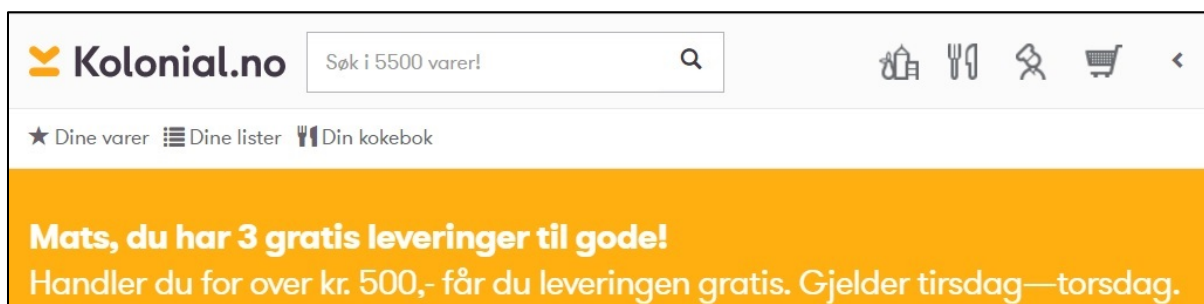 Kolonial.no
Søk i 5500 varer!
Dine varer Dine lister Din kokebok
Mats, du har 3 gratis leveringer til gode!
Handler du for over kr. 500,- får du leveringen gratis. Gjelder tirsdag—torsdag.